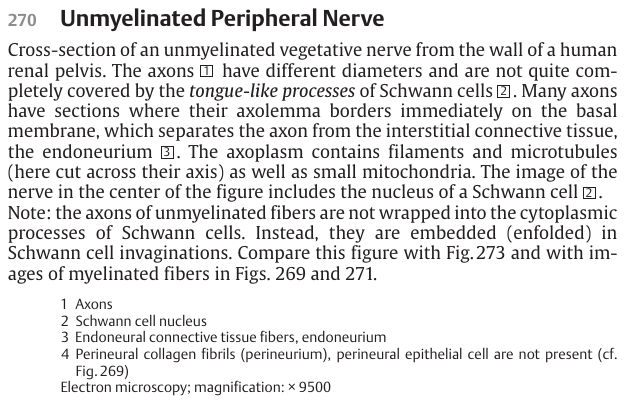 270 Unmyelinated Peripheral Nerve
Cross-section of an unmyelinated vegetative nerve from the wall of a human
renal pelvis. The axons 1 have different diameters and are not quite com-
pletely covered by the tongue-like processes of Schwann cells 2. Many axons
have sections where their axolemma borders immediately on the basal
membrane, which separates the axon from the interstitial connective tissue,
the endoneurium 3. The axoplasm contains filaments and microtubules
(here cut across their axis) as well as small mitochondria. The image of the
nerve in the center of the figure includes the nucleus of a Schwann cell 2.
Note: the axons of unmyelinated fibers are not wrapped into the cytoplasmic
processes of Schwann cells. Instead, they are embedded (enfolded) in
Schwann cell invaginations. Compare this figure with Fig. 273 and with im-
ages of myelinated fibers in Figs. 269 and 271.
1 Axons
2 Schwann cell nucleus
3 Endoneural connective tissue fibers, endoneurium
4 Perineural collagen fibrils (perineurium), perineural epithelial cell are not present (cf.
Fig. 269)
Electron microscopy; magnification: × 9500